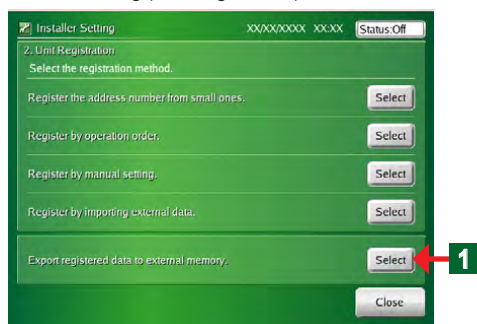 Installer Setting XX/XX/XXXX XX:XX Status:Off
2. Unit Registration
Select the registration method.
Register the address number from small ones. Select
Register by operation order. Select
Register by manual setting. Select
Register by importing external data. Select
Export registered data to external memory. Select 1
Close